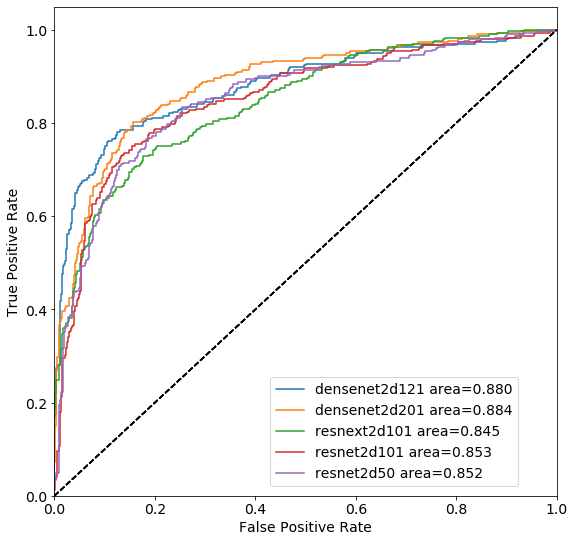 1.0
0.8
0.6
0.4
0.2
0.0
True Positive Rate
densenet2d121 area=0.880
densenet2d201 area=0.884
resnext2d101 area=0.845
resnet2d101 area=0.853
resnet2d50 area=0.852
0.0 0.2 0.4 0.6 0.8 1.0
False Positive Rate